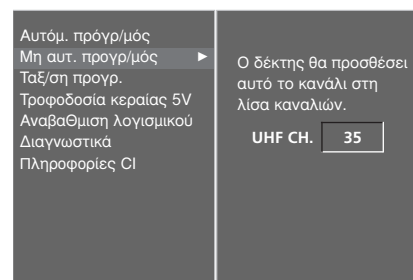 Αυτόμ. πρόγρ/μός
Μη αυτ. προγρ/μός
Ταξ/ση προγρ.
Τροφοδοσία κεραίας 5V
ΑναβαΘμιση λογισμικού
Διαγνωστικά
Πληροφορίες CI
Ο δέκτης θα προσθέσει
αυτό το κανάλι στη
λίσα καναλιών.
UHF CH. 35